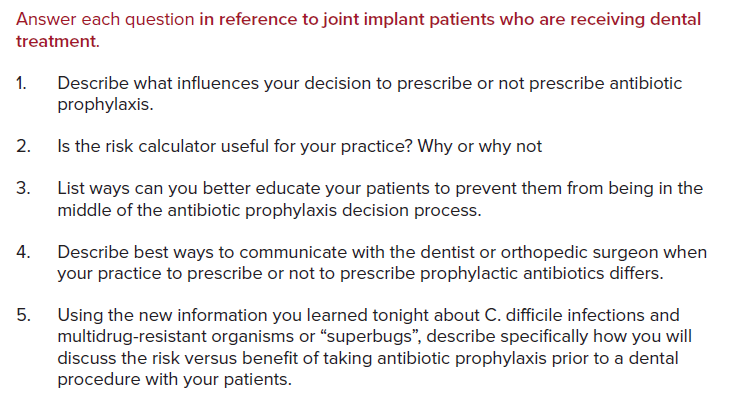 Answer each question in reference to joint implant patients who are receiving dental
treatment.
1. Describe what influences your decision to prescribe or not prescribe antibiotic
prophylaxis.
2. Is the risk calculator useful for your practice? Why or why not
3. List ways can you better educate your patients to prevent them from being in the
middle of the antibiotic prophylaxis decision process.
4. Describe best ways to communicate with the dentist or orthopedic surgeon when
your practice to prescribe or not to prescribe prophylactic antibiotics differs.
5. Using the new information you learned tonight about C. difficile infections and
multidrug-resistant organisms or “superbugs”, describe specifically how you will
discuss the risk versus benefit of taking antibiotic prophylaxis prior to a dental
procedure with your patients.